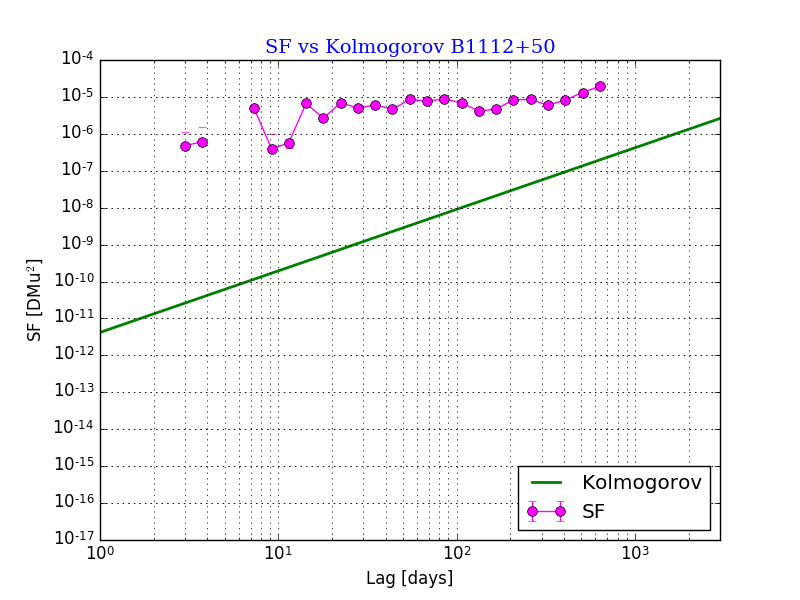 SF vs Kolmogorov B1112+50
SF [DMu²]
10⁻⁴
10⁻⁵
10⁻⁶
10⁻⁷
10⁻⁸
10⁻⁹
10⁻¹⁰
10⁻¹¹
10⁻¹²
10⁻¹³
10⁻¹⁴
10⁻¹⁵
10⁻¹⁶
10⁻¹⁷
Kolmogorov
SF
10⁰ 10¹ 10² 10³
Lag [days]